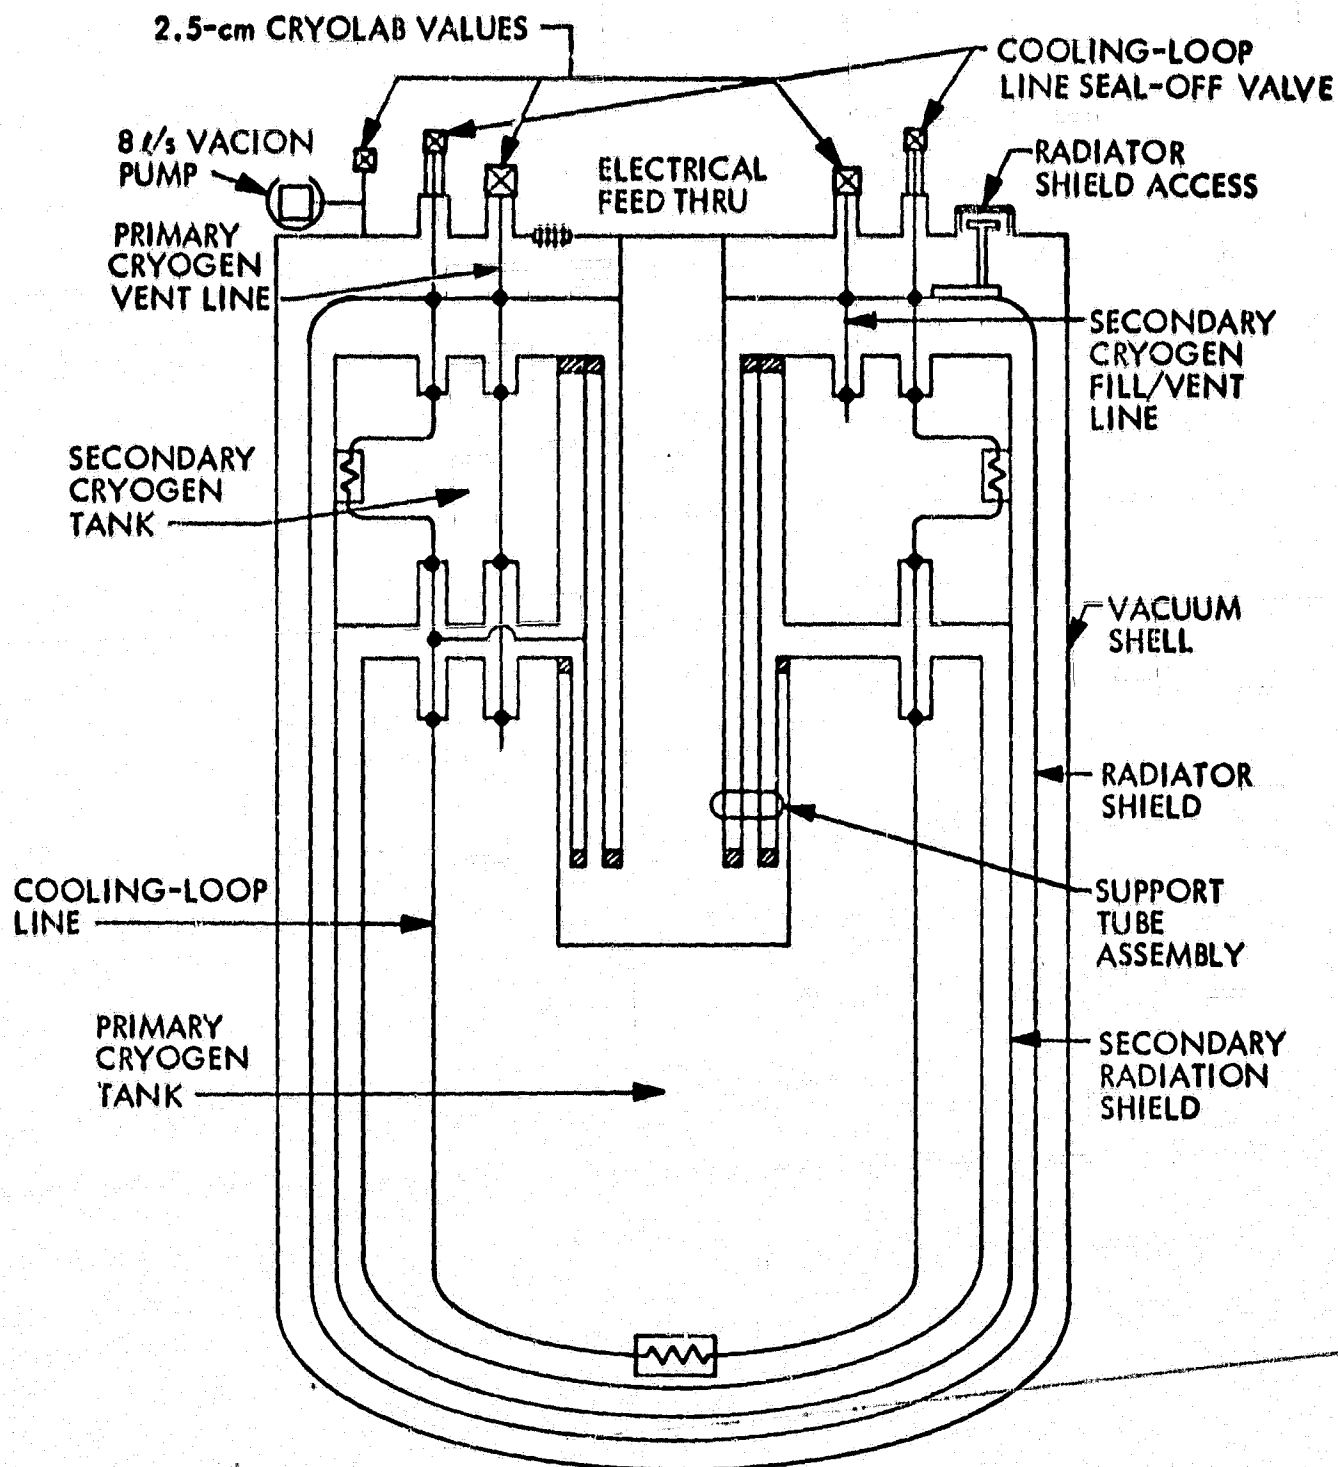 2.5-cm CRYOLAB VALUES
COOLING-LOOP
LINE SEAL-OFF VALVE
8 ℓ/s VACION
PUMP
ELECTRICAL
FEED THRU
RADIATOR
SHIELD ACCESS
PRIMARY
CRYOGEN
VENT LINE
SECONDARY
CRYOGEN
FILL/VENT
LINE
SECONDARY
CRYOGEN
TANK
VACUUM
SHELL
RADIATOR
SHIELD
COOLING-LOOP
LINE
SUPPORT
TUBE
ASSEMBLY
PRIMARY
CRYOGEN
TANK
SECONDARY
RADIATION
SHIELD